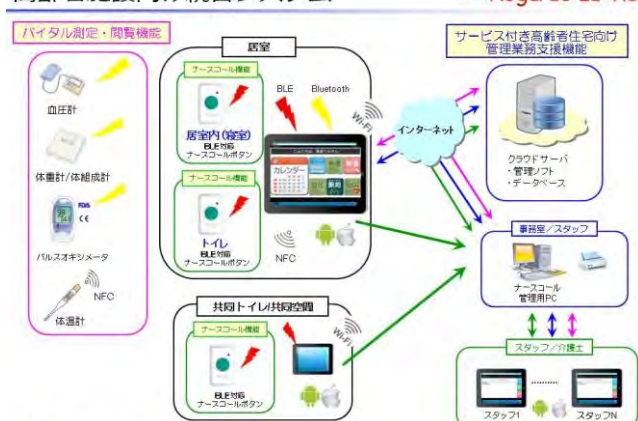 バイタル測定・閲覧機能
血圧計
体重計/体組成計
パルスオキシメータ
NFC
体温計
居室
ナースコール機能
居室内（寝室）
BLE対応
ナースコールボタン
ナースコール機能
トイレ
BLE対応
ナースコールボタン
BLE
Bluetooth
Wi-Fi
カレンダー
NFC
共同トイレ/共同空間
ナースコール機能
BLE対応
ナースコールボタン
Wi-Fi
インターネット
サービス付き高齢者住宅向け
管理業務支援機能
クラウドサーバ
・管理ソフト
・データベース
事務室/スタッフ
ナースコール
管理用PC
スタッフ/介護士
スタッフ1
スタッフN